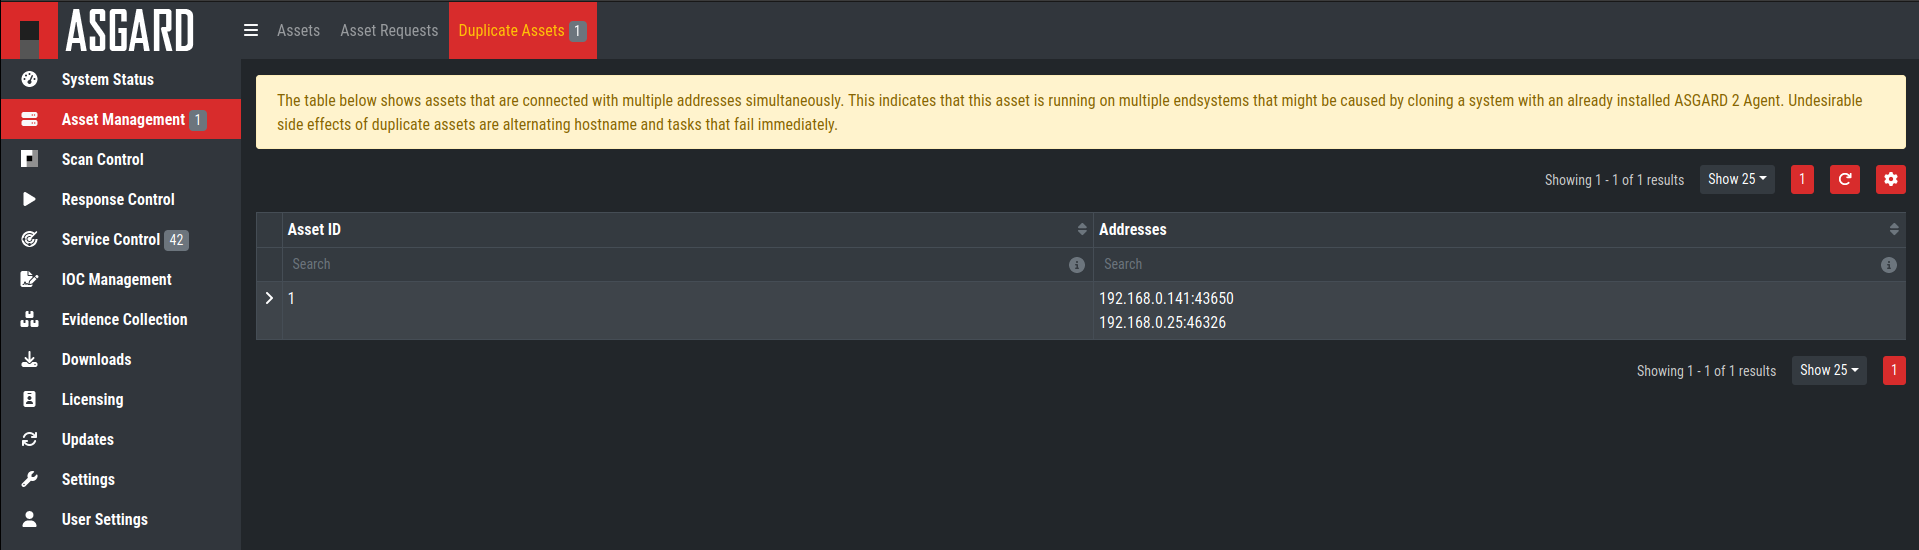 ASGARD
Assets
Asset Requests
Duplicate Assets 1
System Status
Asset Management 1
Scan Control
Response Control
Service Control 42
IOC Management
Evidence Collection
Downloads
Licensing
Updates
Settings
User Settings
The table below shows assets that are connected with multiple addresses simultaneously. This indicates that this asset is running on multiple endsystems that might be caused by cloning a system with an already installed ASGARD 2 Agent. Undesirable
side effects of duplicate assets are alternating hostname and tasks that fail immediately.
Showing 1 - 1 of 1 results Show 25 1
Asset ID Addresses
Search Search
1 192.168.0.141:43650
192.168.0.25:46326
Showing 1 - 1 of 1 results Show 25 1